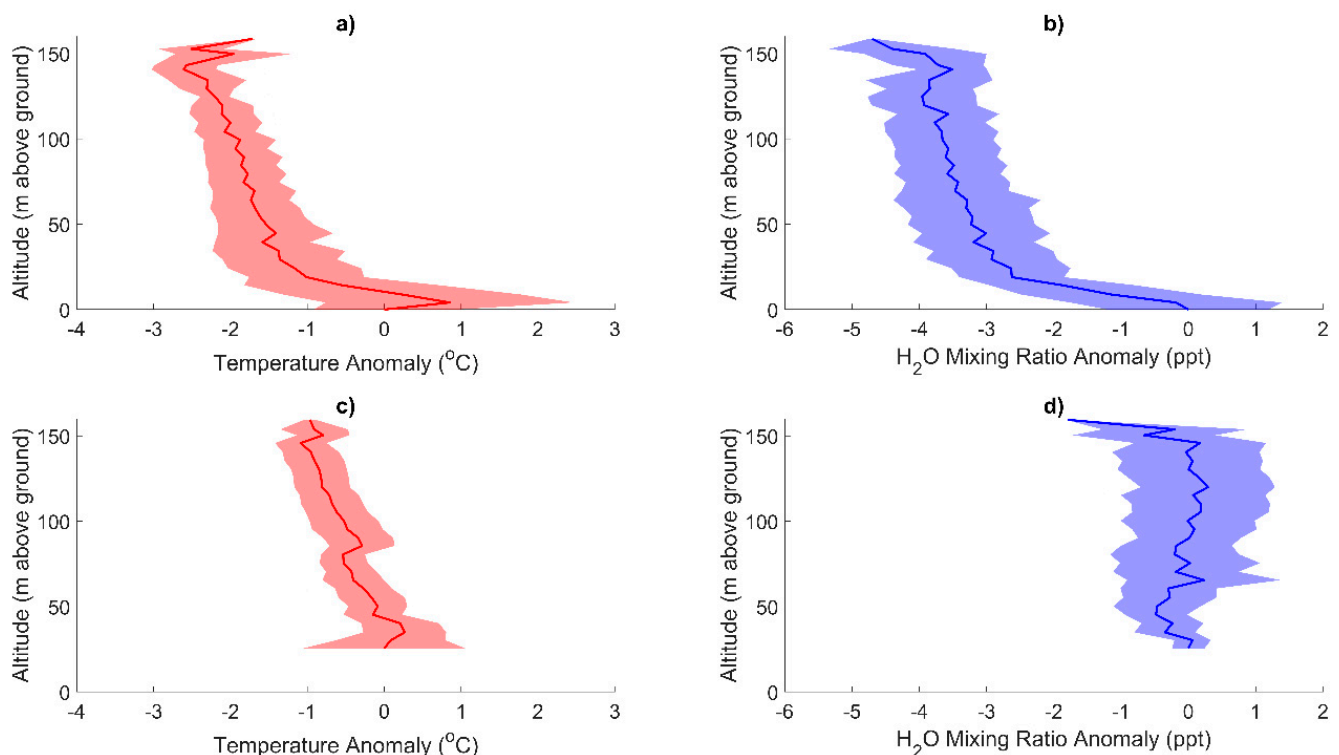 a)
150
100
50
0
Altitude (m above ground)
-4 -3 -2 -1 0 1 2 3
Temperature Anomaly (°C)
b)
150
100
50
0
Altitude (m above ground)
-6 -5 -4 -3 -2 -1 0 1 2
H₂O Mixing Ratio Anomaly (ppt)
c)
150
100
50
0
Altitude (m above ground)
-4 -3 -2 -1 0 1 2 3
Temperature Anomaly (°C)
d)
150
100
50
0
Altitude (m above ground)
-6 -5 -4 -3 -2 -1 0 1 2
H₂O Mixing Ratio Anomaly (ppt)